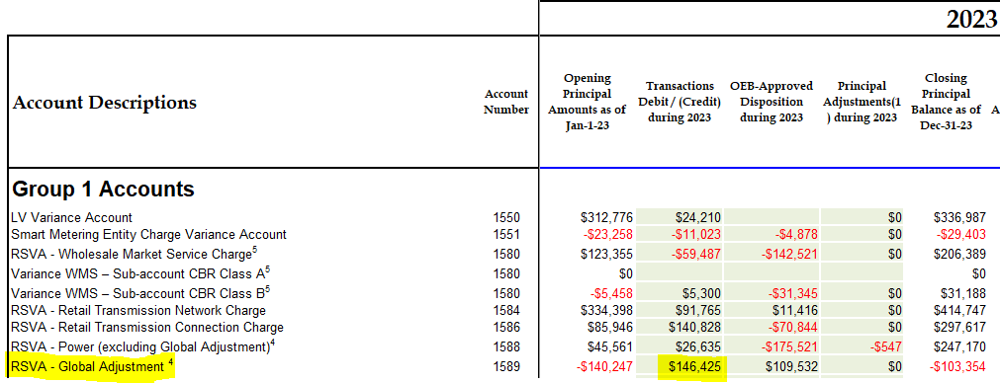 2023
Account Descriptions Account Number Opening Principal Amounts as of Jan-1-23 Transactions Debit / (Credit) during 2023 OEB-Approved Disposition during 2023 Principal Adjustments(1) during 2023 Closing Principal Balance as of Dec-31-23 A
Group 1 Accounts
LV Variance Account 1550 $312,776 $24,210 $0 $336,987
Smart Metering Entity Charge Variance Account 1551 -$23,258 -$11,023 -$4,878 $0 -$29,403
RSVA - Wholesale Market Service Charge⁵ 1580 $123,355 -$59,487 -$142,521 $0 $206,389
Variance WMS – Sub-account CBR Class A⁵ 1580 $0 $0
Variance WMS – Sub-account CBR Class B⁵ 1580 -$5,458 $5,300 -$31,345 $0 $31,188
RSVA - Retail Transmission Network Charge 1584 $334,398 $91,765 $11,416 $0 $414,747
RSVA - Retail Transmission Connection Charge 1586 $85,946 $140,828 -$70,844 $0 $297,617
RSVA - Power (excluding Global Adjustment)⁴ 1588 $45,561 $26,635 -$175,521 -$547 $247,170
RSVA - Global Adjustment ⁴ 1589 -$140,247 $146,425 $109,532 $0 -$103,354